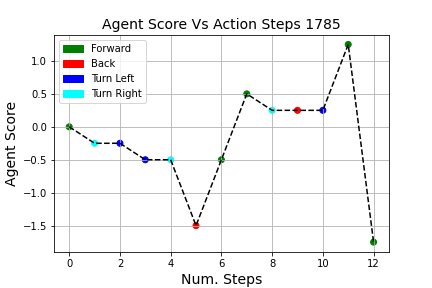 Agent Score Vs Action Steps 1785
Forward
Back
Turn Left
Turn Right
1.0
0.5
0.0
−0.5
−1.0
−1.5
Agent Score
0 2 4 6 8 10 12
Num. Steps